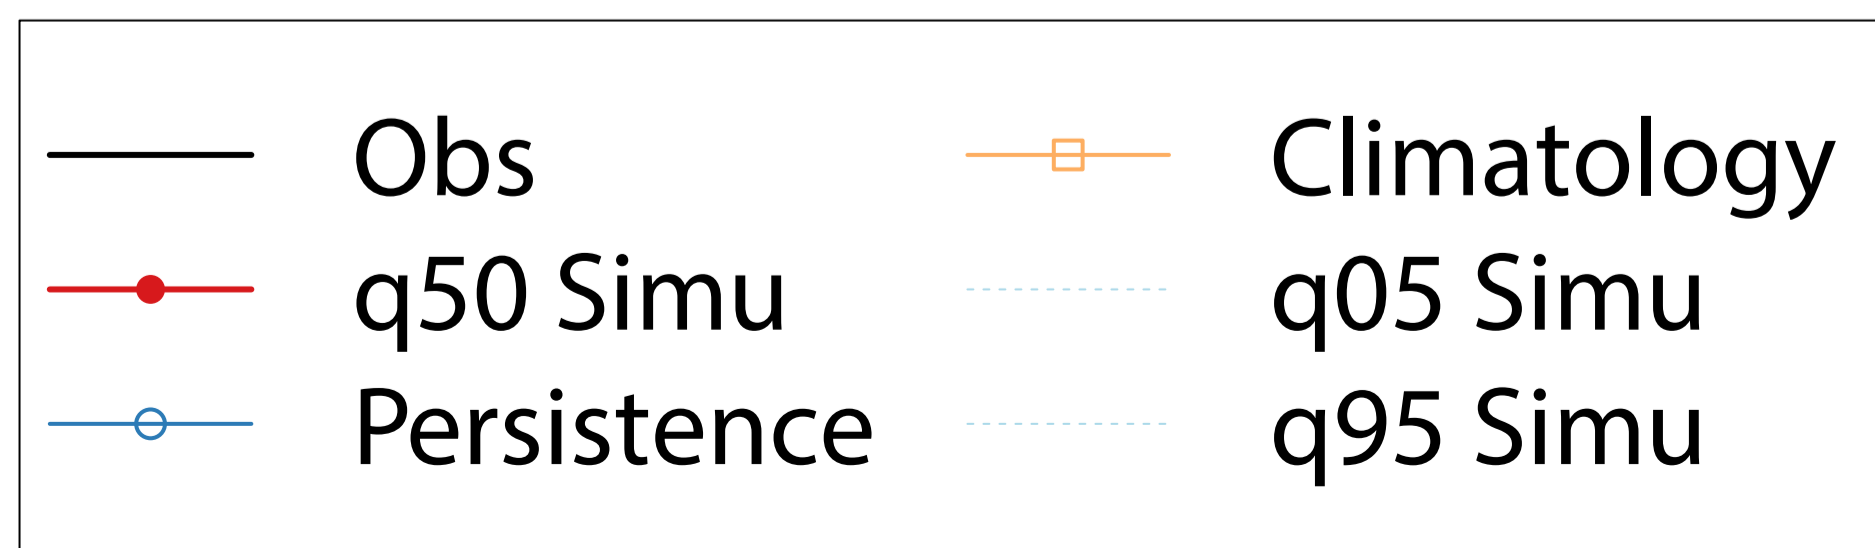 Obs
q50 Simu
Persistence
Climatology
q05 Simu
q95 Simu